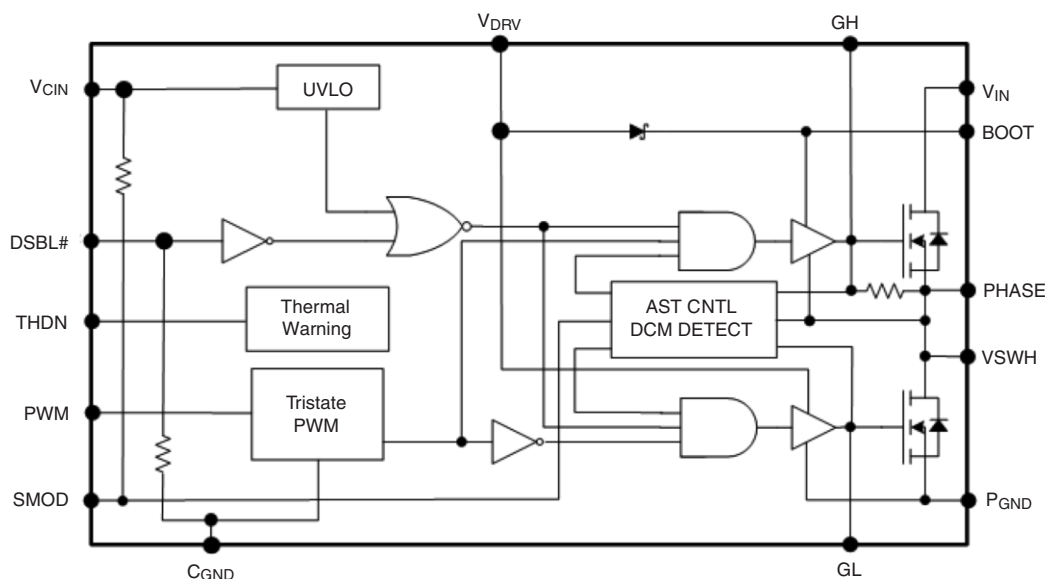 VDRV
GH
VCIN
UVLO
VIN
BOOT
DSBL#
THDN
Thermal
Warning
AST CNTL
DCM DETECT
PHASE
VSWH
PWM
Tristate
PWM
SMOD
PGND
CGND
GL